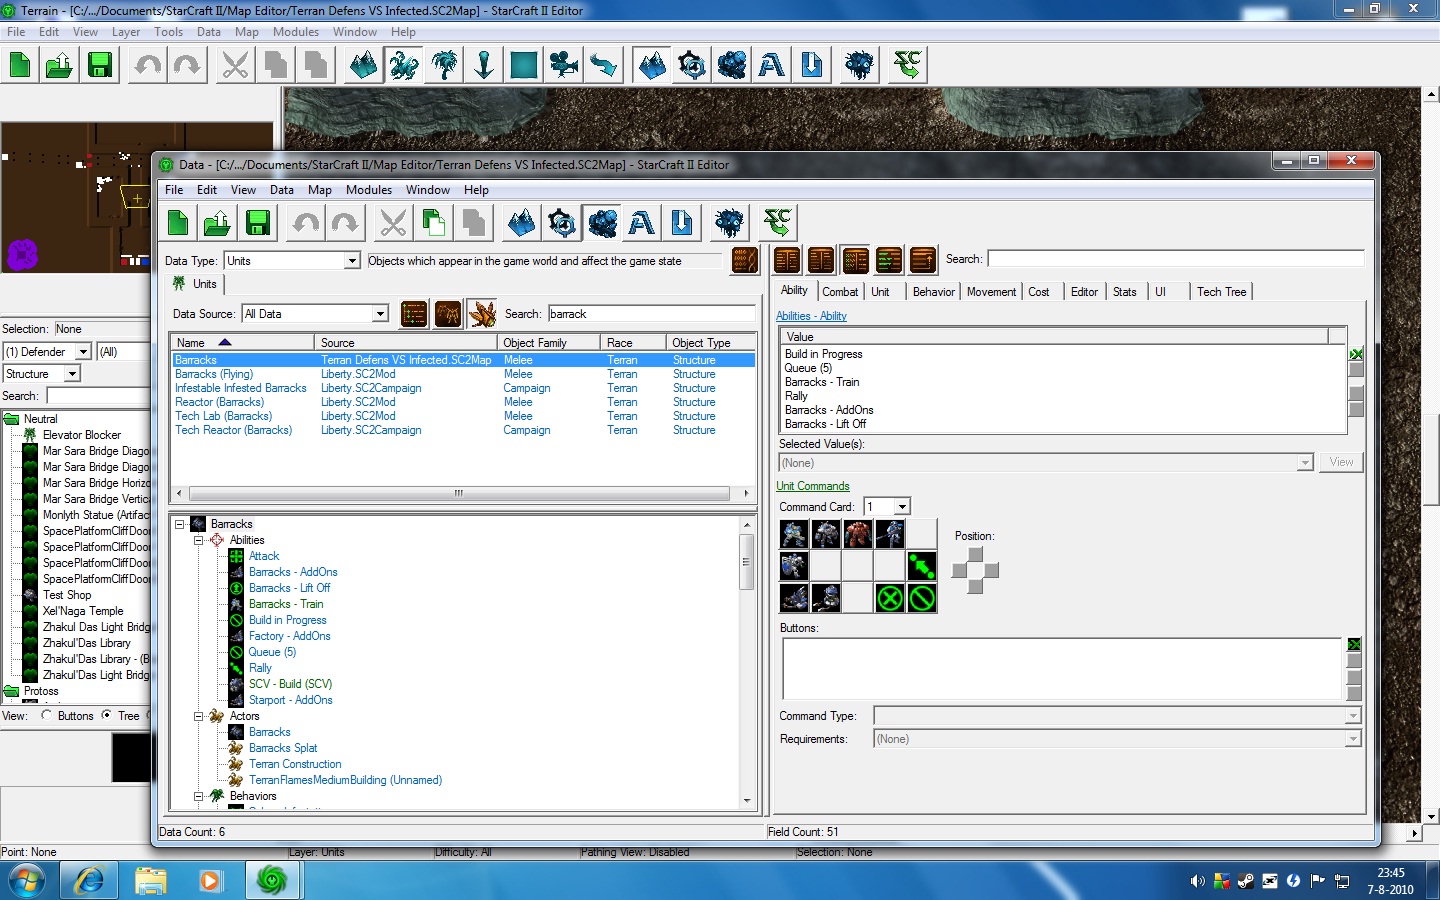 Terrain - [C:/.../Documents/StarCraft II/Map Editor/Terran Defens VS Infected.SC2Map] - StarCraft II Editor
File Edit View Layer Tools Data Map Modules Window Help
Data - [C:/.../Documents/StarCraft II/Map Editor/Terran Defens VS Infected.SC2Map] - StarCraft II Editor
File Edit View Data Map Modules Window Help
Data Type: Units Objects which appear in the game world and affect the game state
Units
Data Source: All Data Search: barrack
Name Source Object Family Race Object Type
Barracks Terran Defens VS Infected.SC2Map Melee Terran Structure
Barracks (Flying) Liberty.SC2Mod Melee Terran Structure
Infestable Infested Barracks Liberty.SC2Campaign Campaign Terran Structure
Reactor (Barracks) Liberty.SC2Mod Melee Terran Structure
Tech Lab (Barracks) Liberty.SC2Mod Melee Terran Structure
Tech Reactor (Barracks) Liberty.SC2Campaign Campaign Terran Structure
Barracks
Abilities
Attack
Barracks - AddOns
Barracks - Lift Off
Barracks - Train
Build in Progress
Factory - AddOns
Queue (5)
Rally
SCV - Build (SCV)
Starport - AddOns
Actors
Barracks
Barracks Splat
Terran Construction
TerranFlamesMediumBuilding (Unnamed)
Behaviors
Data Count: 6
Search:
Ability Combat Unit Behavior Movement Cost Editor Stats UI Tech Tree
Abilities - Ability
Value
Build in Progress
Queue (5)
Barracks - Train
Rally
Barracks - AddOns
Barracks - Lift Off
Selected Value(s):
(None) View
Unit Commands
Command Card: 1
Position:
Buttons:
Command Type:
Requirements: (None)
Field Count: 51
Selection: None
(1) Defender (All)
Structure
Search:
Neutral
Elevator Blocker
Mar Sara Bridge Diago
Mar Sara Bridge Diago
Mar Sara Bridge Horizo
Mar Sara Bridge Vertica
Monlyth Statue (Artifac
SpacePlatformCliffDoor
SpacePlatformCliffDoor
SpacePlatformCliffDoor
SpacePlatformCliffDoor
Test Shop
Xel'Naga Temple
Zhakul Das Light Bridg
Zhakul'Das Library
Zhakul'Das Library - (B
Zhakul'Das Light Bridg
Protoss
View: Buttons Tree
Point: None Layer: Units Difficulty: All Pathing View: Disabled Selection: None
23:45
7-8-2010